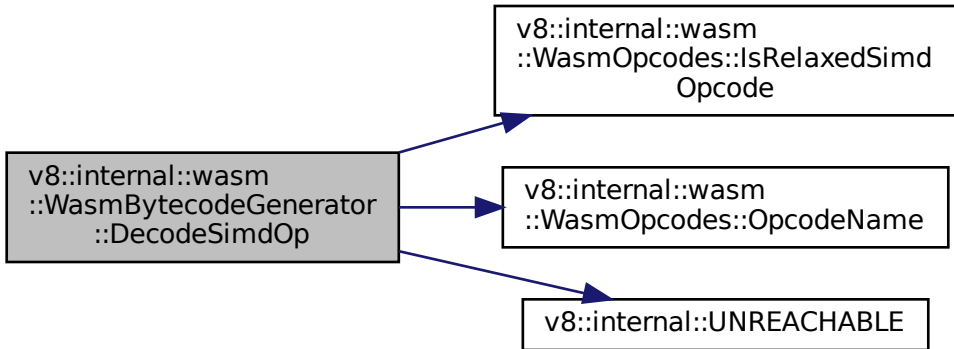 v8::internal::wasm
::WasmOpcodes::IsRelaxedSimd
Opcode
v8::internal::wasm
::WasmBytecodeGenerator
::DecodeSimdOp
v8::internal::wasm
::WasmOpcodes::OpcodeName
v8::internal::UNREACHABLE